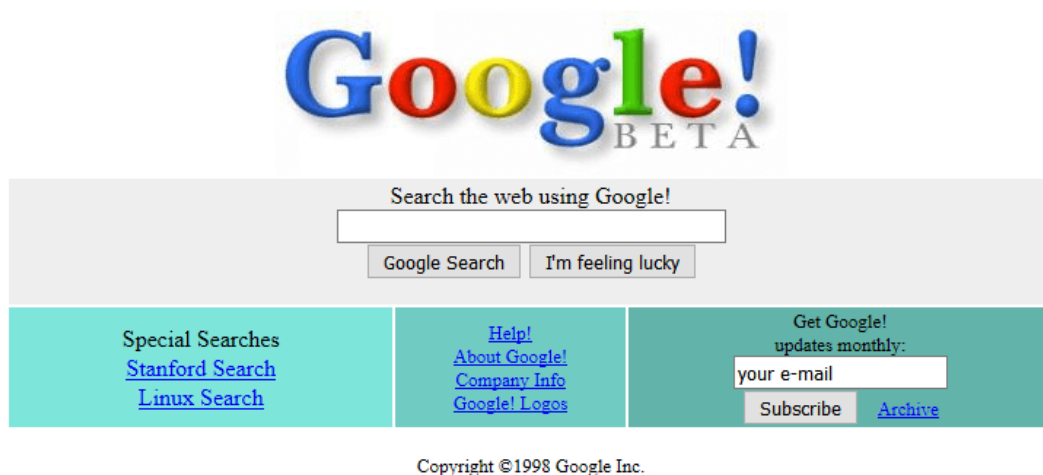 Google!
BETA
Search the web using Google!
Google Search
I'm feeling lucky
Special Searches
Stanford Search
Linux Search
Help!
About Google!
Company Info
Google! Logos
Get Google!
updates monthly:
your e-mail
Subscribe
Archive
Copyright ©1998 Google Inc.